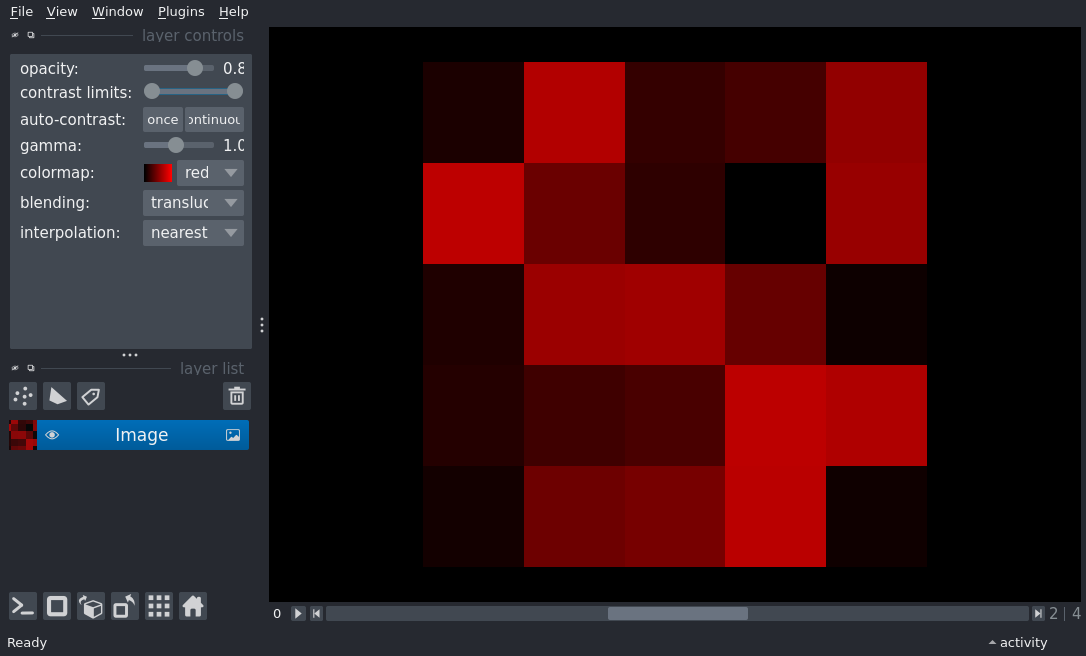 File View Window Plugins Help
layer controls
opacity: 0.8
contrast limits:
auto-contrast: once ontinuou
gamma: 1.0
colormap: red
blending: transluc
interpolation: nearest
layer list
Image
0 2 | 4
Ready activity